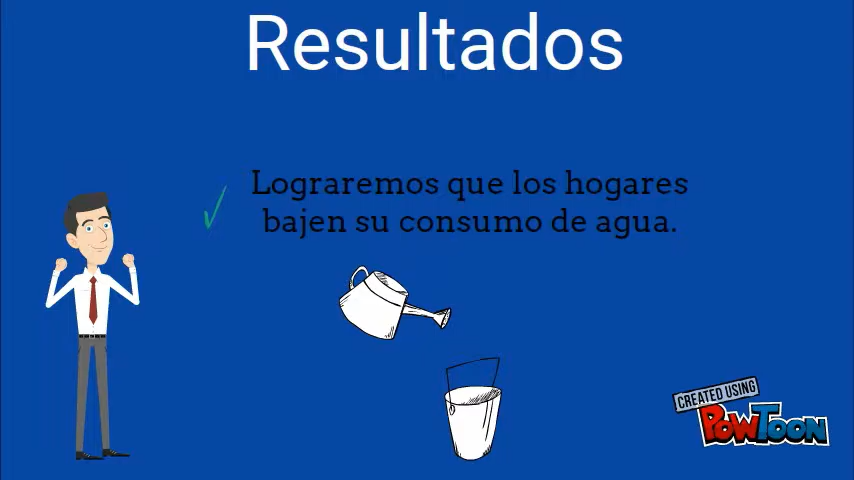 Resultados
Lograremos que los hogares
bajen su consumo de agua.
CREATED USING
POWTOON